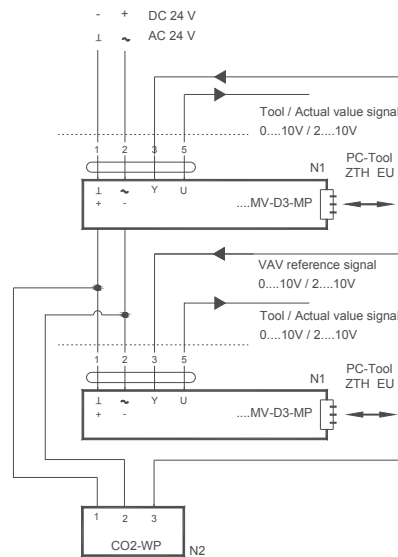 - + DC 24 V
⊥ ~ AC 24 V
Tool / Actual value signal
0....10V / 2....10V
1 2 3 5
N1
PC-Tool
ZTH EU
⊥ ~ Y U
+ -
....MV-D3-MP
VAV reference signal
0....10V / 2....10V
Tool / Actual value signal
0....10V / 2....10V
1 2 3 5
N1
PC-Tool
ZTH EU
⊥ ~ Y U
+ -
....MV-D3-MP
1 2 3
CO2-WP
N2